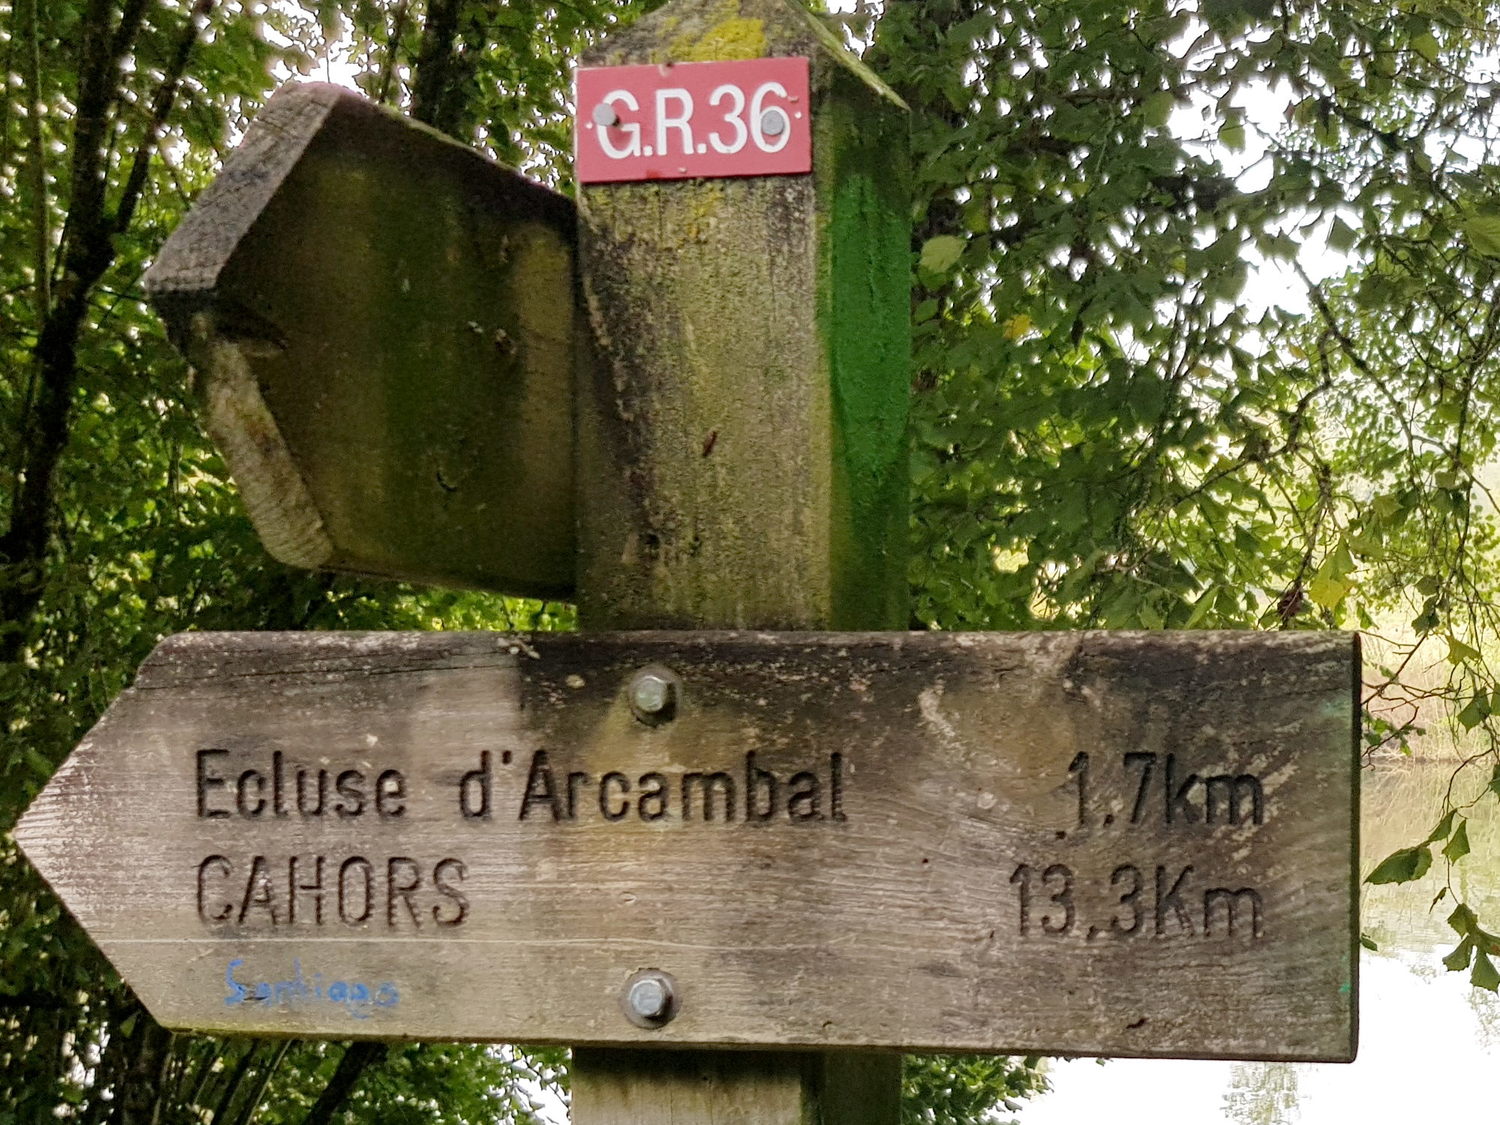 G.R.36
Ecluse d'Arcambal 1,7km
CAHORS 13,3Km
Santiago